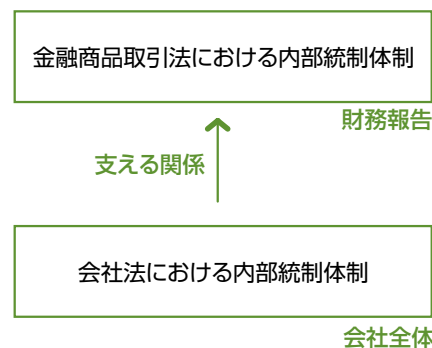 金融商品取引法における内部統制体制
財務報告
支える関係
会社法における内部統制体制
会社全体